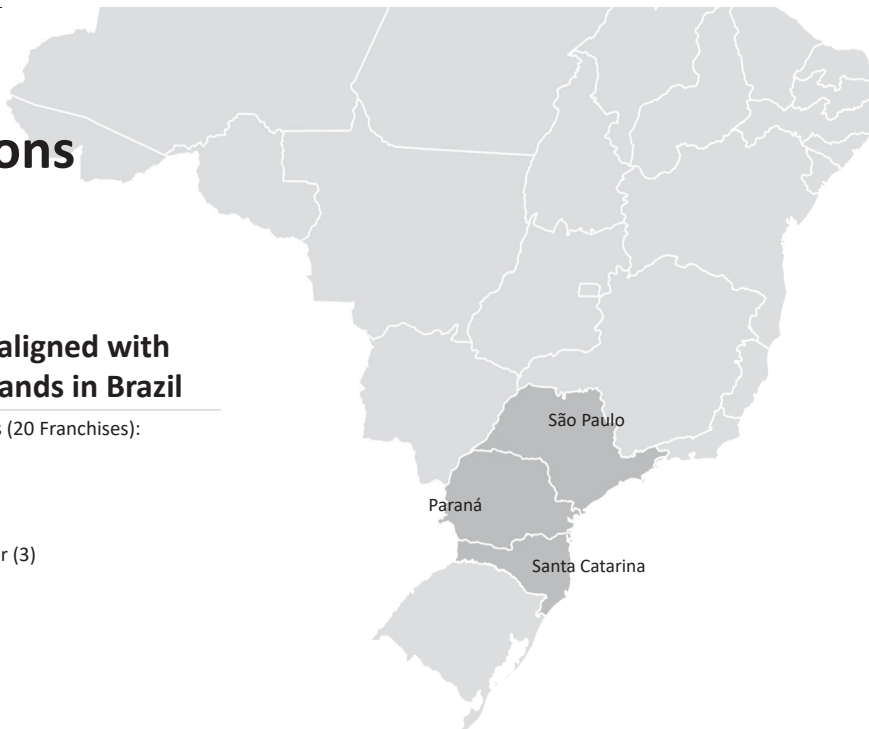 ons
aligned with
ands in Brazil
s (20 Franchises):
r (3)
São Paulo
Paraná
Santa Catarina